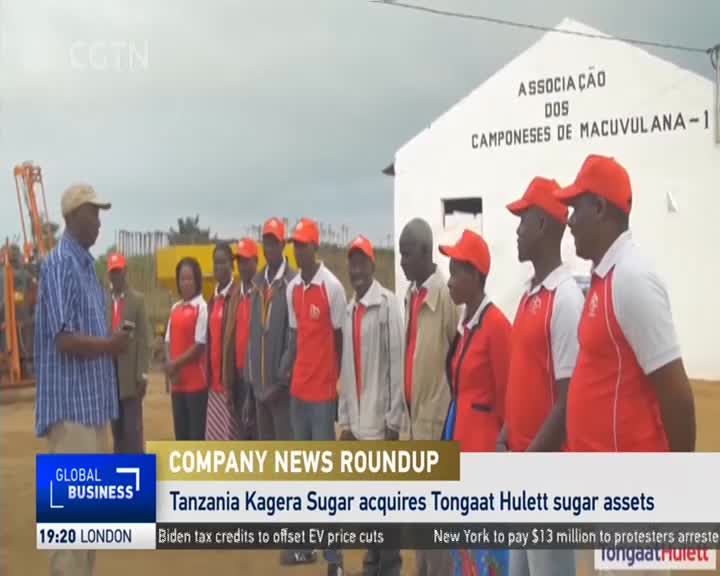 CGTN
ASSOCIAÇÃO
DOS
CAMPONESES DE MACUVULANA-1
COMPANY NEWS ROUNDUP
GLOBAL
BUSINESS
Tanzania Kagera Sugar acquires Tongaat Hulett sugar assets
19:20 LONDON
Biden tax credits to offset EV price cuts
New York to pay $13 million to protesters arreste
TongaatHulett